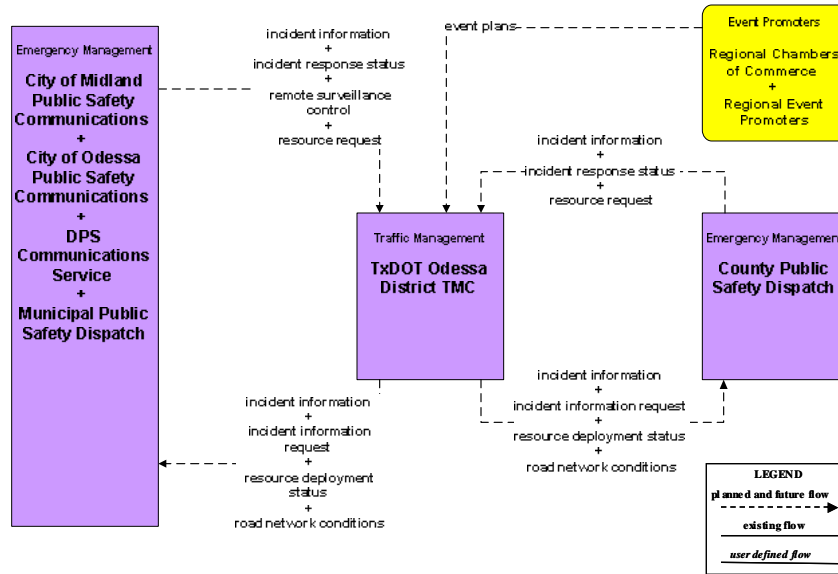 Emergency Management
City of Midland
Public Safety
Communications
+
City of Odessa
Public Safety
Communications
+
DPS
Communications
Service
+
Municipal Public
Safety Dispatch
incident information
+
incident response status
+
remote surveillance
control
+
resource request
event plans
Event Promoters
Regional Chambers
of Commerce
+
Regional Event
Promoters
incident information
+
incident response status
+
resource request
Traffic Management
TxDOT Odessa
District TMC
Emergency Management
County Public
Safety Dispatch
incident information
+
incident information
request
+
resource deployment
status
+
road network conditions
incident information
+
incident information request
+
resource deployment status
+
road network conditions
LEGEND
planned and future flow
existing flow
user defined flow